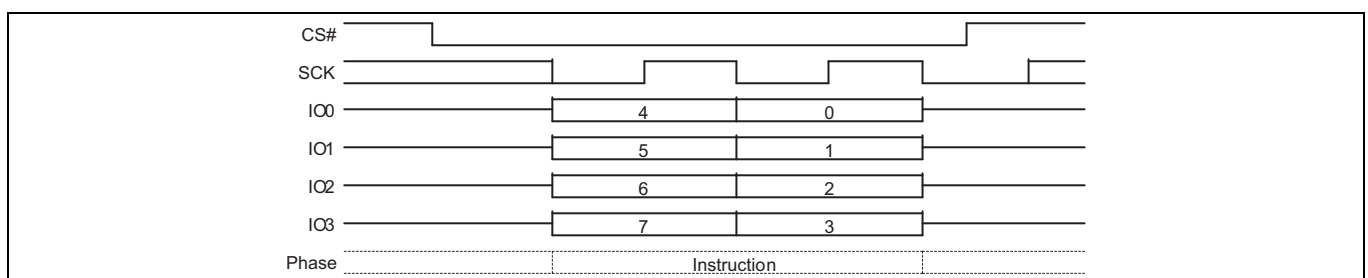 CS#
SCK
IO0 4 0
IO1 5 1
IO2 6 2
IO3 7 3
Phase Instruction